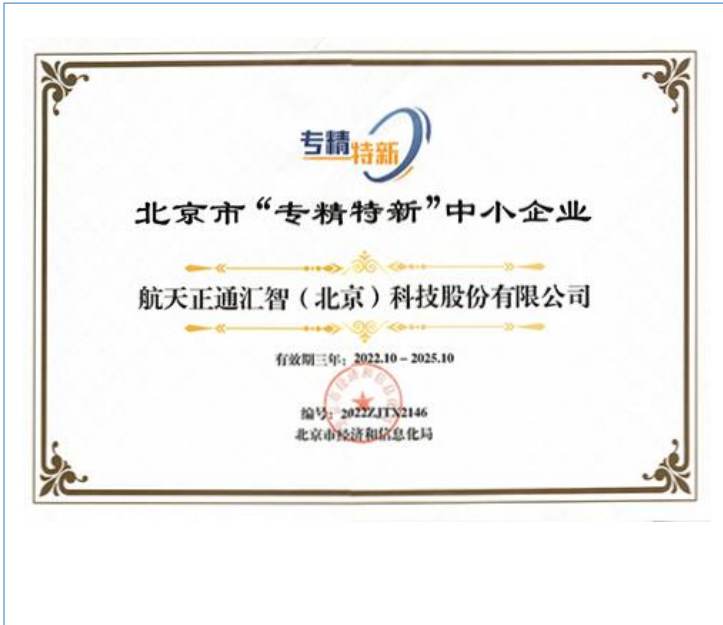 专精特新
北京市“专精特新”中小企业
航天正通汇智（北京）科技股份有限公司
有效期三年：2022.10－2025.10
编号：2022ZJTX2146
北京市经济和信息化局